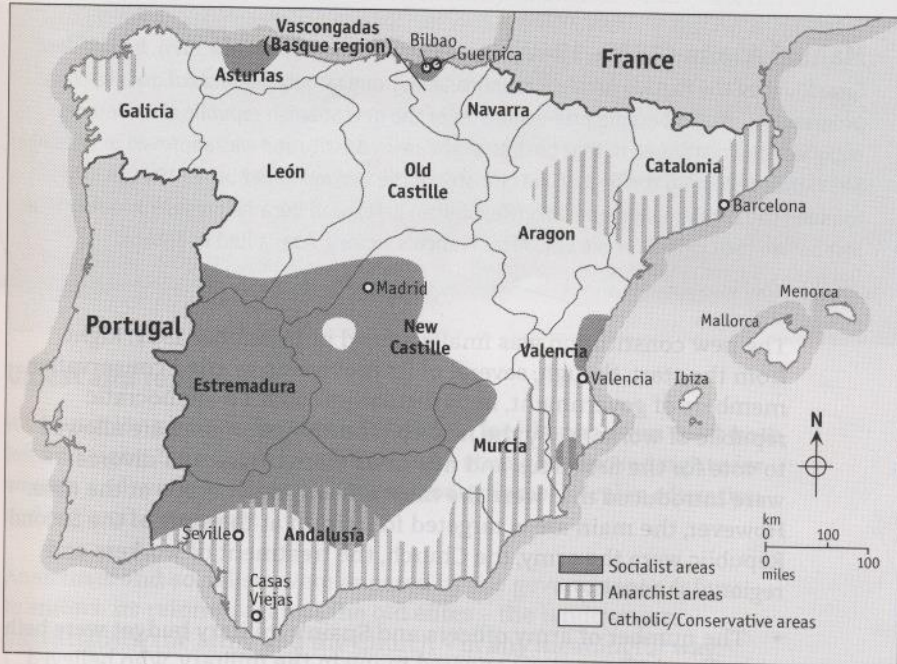 Vascongadas
(Basque region)
Bilbao
Guernica
France
Asturias
Galicia
Navarra
León
Old
Castille
Catalonia
Barcelona
Aragon
Madrid
Portugal
New
Castille
Menorca
Mallorca
Valencia
Valencia
Ibiza
Estremadura
Murcia
N
Seville
Andalusía
Casas
Viejas
km
0 100
0 100
miles
Socialist areas
Anarchist areas
Catholic/Conservative areas